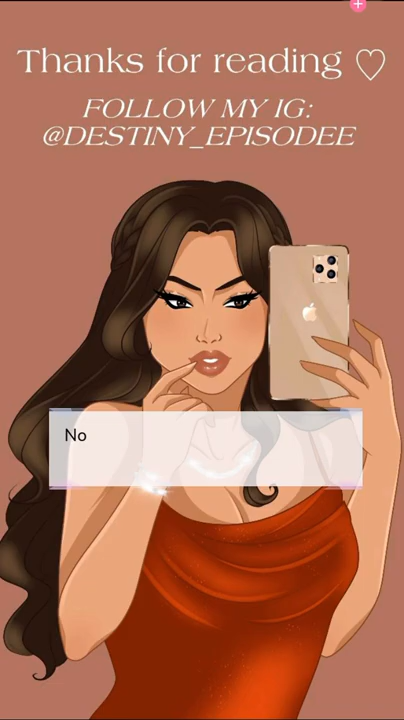 Thanks for reading ♡
FOLLOW MY IG:
@DESTINY_EPISODEE
No